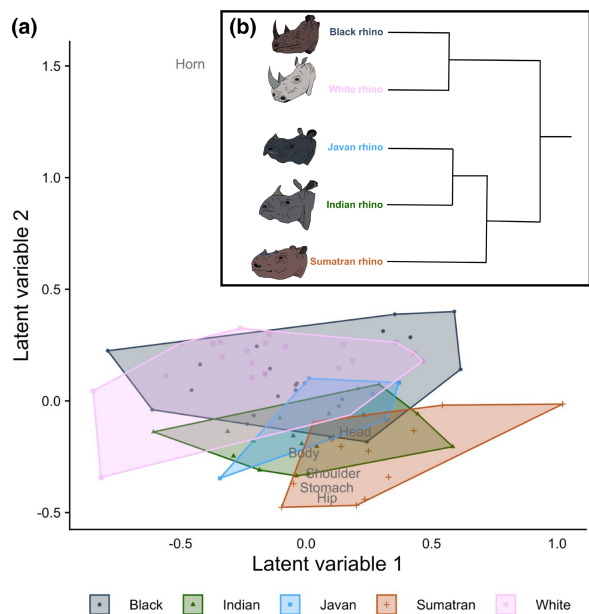 (a)
(b)
Black rhino
White rhino
Javan rhino
Indian rhino
Sumatran rhino
Horn
Latent variable 2
1.5
1.0
0.5
0.0
-0.5
Head
Body
Shoulder
Stomach
Hip
-0.5
0.0
0.5
1.0
Latent variable 1
Black
Indian
Javan
Sumatran
White